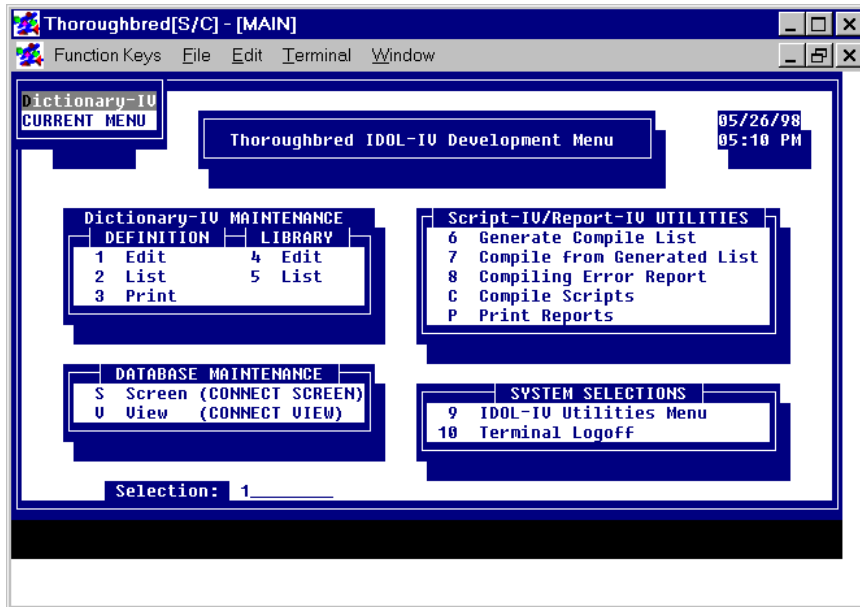 Thoroughbred[S/C] - [MAIN]
Function Keys File Edit Terminal Window
Dictionary-IV
CURRENT MENU
Thoroughbred IDOL-IV Development Menu
05/26/98
05:10 PM
Dictionary-IV MAINTENANCE
DEFINITION LIBRARY
1 Edit 4 Edit
2 List 5 List
3 Print
Script-IV/Report-IV UTILITIES
6 Generate Compile List
7 Compile from Generated List
8 Compiling Error Report
C Compile Scripts
P Print Reports
DATABASE MAINTENANCE
S Screen (CONNECT SCREEN)
V View (CONNECT VIEW)
SYSTEM SELECTIONS
9 IDOL-IV Utilities Menu
10 Terminal Logoff
Selection: 1_________